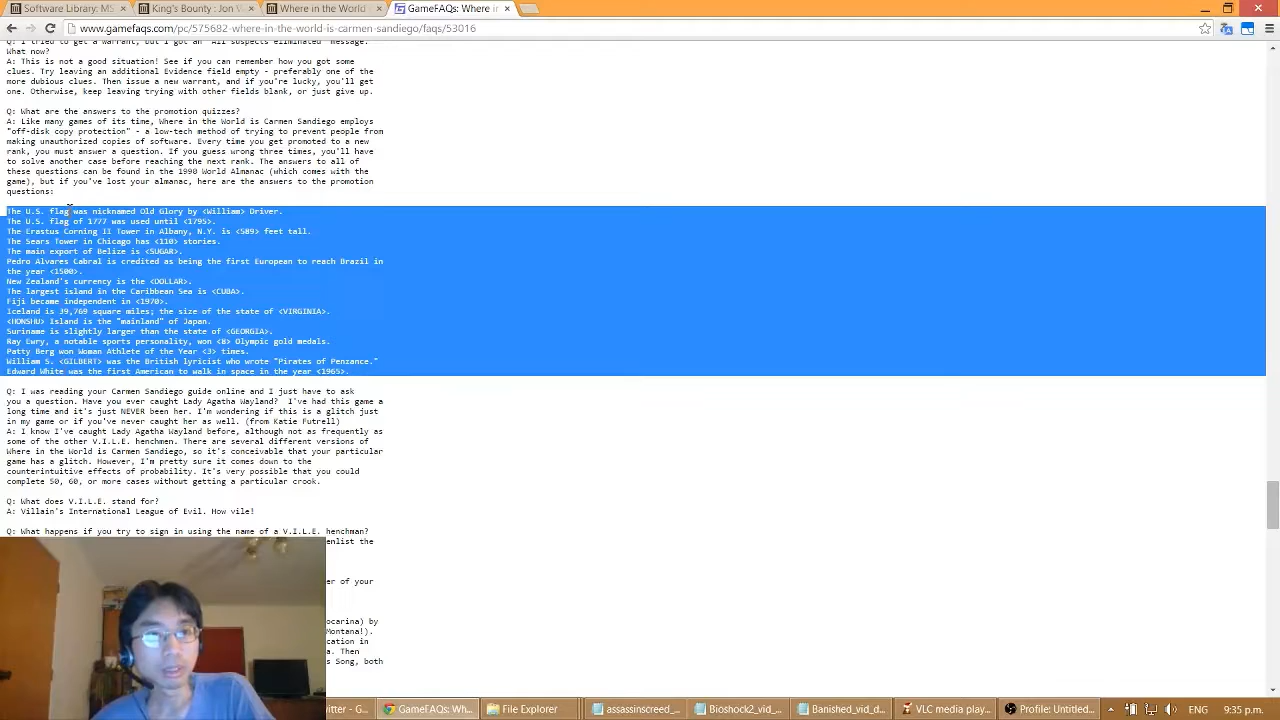 Software Library: MS
King's Bounty : Jon V
Where in the World
GameFAQs: Where in
www.gamefaqs.com/pc/575682-where-in-the-world-is-carmen-sandiego/faqs/53016
Q: I tried to get a warrant, but I got an "All suspects eliminated" message.
What now?
A: This is not a good situation! See if you can remember how you got some
clues. Try leaving an additional Evidence field empty - preferably one of the
more dubious clues. Then issue a new warrant, and if you're lucky, you'll get
one. Otherwise, keep leaving trying with other fields blank, or just give up.
Q: What are the answers to the promotion quizzes?
A: Like many games of its time, Where in the World is Carmen Sandiego employs
"off-disk copy protection" - a low-tech method of trying to prevent people from
making unauthorized copies of software. Every time you get promoted to a new
rank, you must answer a question. If you guess wrong three times, you'll have
to solve another case before reaching the next rank. The answers to all of
these questions can be found in the 1990 World Almanac (which comes with the
game), but if you've lost your almanac, here are the answers to the promotion
questions:
The U.S. flag was nicknamed Old Glory by <William> Driver.
The U.S. flag of 1777 was used until <1795>.
The Erastus Corning II Tower in Albany, N.Y. is <589> feet tall.
The Sears Tower in Chicago has <110> stories.
The main export of Belize is <SUGAR>.
Pedro Alvares Cabral is credited as being the first European to reach Brazil in
the year <1500>.
New Zealand's currency is the <DOLLAR>.
The largest island in the Caribbean Sea is <CUBA>.
Fiji became independent in <1970>.
Iceland is 39,769 square miles; the size of the state of <VIRGINIA>.
<HONSHU> Island is the "mainland" of Japan.
Suriname is slightly larger than the state of <GEORGIA>.
Ray Ewry, a notable sports personality, won <8> Olympic gold medals.
Patty Berg won Woman Athlete of the Year <3> times.
William S. <GILBERT> was the British lyricist who wrote "Pirates of Penzance."
Edward White was the first American to walk in space in the year <1965>.
Q: I was reading your Carmen Sandiego guide online and I just have to ask
you a question. Have you ever caught Lady Agatha Wayland?  I've had this game a
long time and it's just NEVER been her. I'm wondering if this is a glitch just
in my game or if you've never caught her as well. (from Katie Futrell)
A: I know I've caught Lady Agatha Wayland before, although not as frequently as
some of the other V.I.L.E. henchmen. There are several different versions of
Where in the World is Carmen Sandiego, so it's conceivable that your particular
game has a glitch. However, I'm pretty sure it comes down to the
counterintuitive effects of probability. It's very possible that you could
complete 50, 60, or more cases without getting a particular crook.
Q: What does V.I.L.E. stand for?
A: Villain's International League of Evil. How vile!
Q: What happens if you try to sign in using the name of a V.I.L.E. henchman?
enlist the
er of your
ocarina) by
Montana!).
cation in
a. Then
s Song, both
itter - G...
GameFAQs: Wh...
File Explorer
assassinscreed_...
Bioshock2_vid_...
Banished_vid_d...
VLC media play...
Profile: Untitled...
ENG
9:35 p.m.